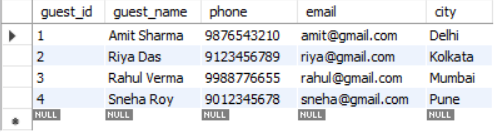 guest_id guest_name phone email city
1 Amit Sharma 9876543210 amit@gmail.com Delhi
2 Riya Das 9123456789 riya@gmail.com Kolkata
3 Rahul Verma 9988776655 rahul@gmail.com Mumbai
4 Sneha Roy 9012345678 sneha@gmail.com Pune
NULL NULL NULL NULL NULL